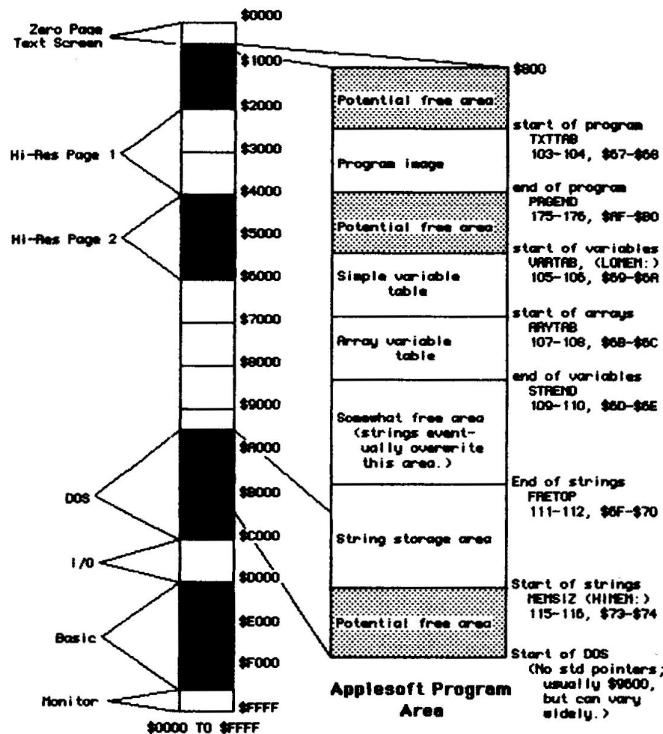 Zero Page
Text Screen
Hi-Res Page 1
Hi-Res Page 2
DOS
I/O
Basic
Monitor
$0000
$1000
$2000
$3000
$4000
$5000
$6000
$7000
$8000
$9000
$A000
$B000
$C000
$D000
$E000
$F000
$FFFF
$0000 TO $FFFF
Potential free area
Program image
Potential free area
Simple variable
table
Array variable
table
Somewhat free area
(strings event-
ually overwrite
this area.)
String storage area
Potential free area
Applesoft Program
Area
$800
start of program
TXTTAB
103-104, $67-$68
end of program
PRGEND
175-176, $AF-$B0
start of variables
VARTAB, (LOMEM:)
105-106, $69-$6A
start of arrays
ARYTAB
107-108, $6B-$6C
end of variables
STREND
109-110, $6D-$6E
End of strings
FRETOP
111-112, $6F-$70
Start of strings
MEMSIZ (HIMEM:)
115-116, $73-$74
Start of DOS
(No std pointers;
usually $9600,
but can vary
widely.)